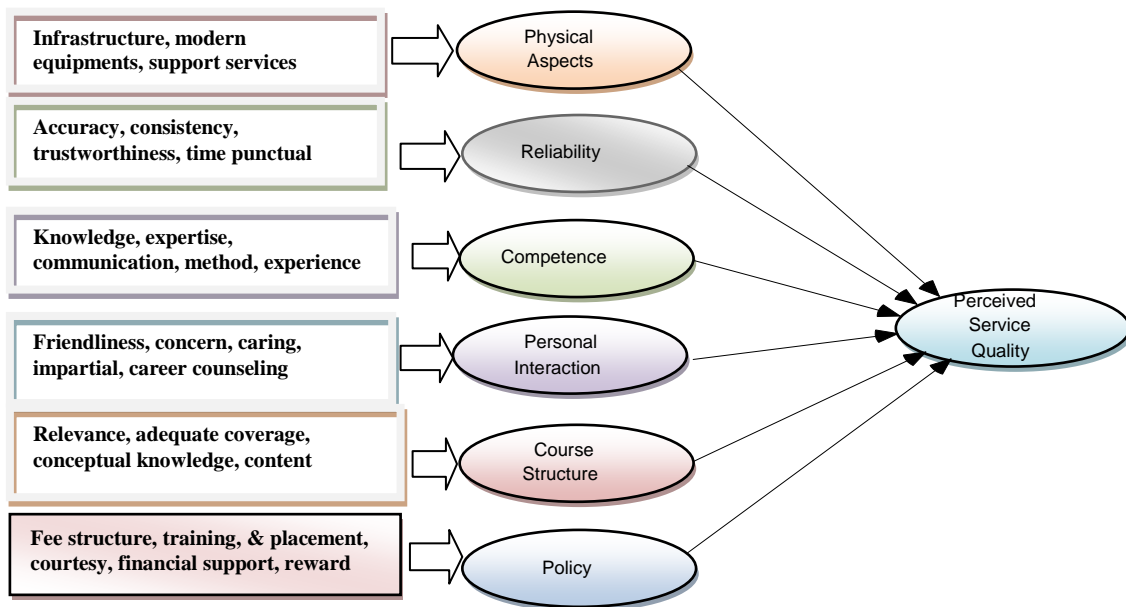 Infrastructure, modern
equipments, support services
Physical
Aspects
Accuracy, consistency,
trustworthiness, time punctual
Reliability
Knowledge, expertise,
communication, method, experience
Competence
Friendliness, concern, caring,
impartial, career counseling
Personal
Interaction
Relevance, adequate coverage,
conceptual knowledge, content
Course
Structure
Fee structure, training, & placement,
courtesy, financial support, reward
Policy
Perceived
Service
Quality